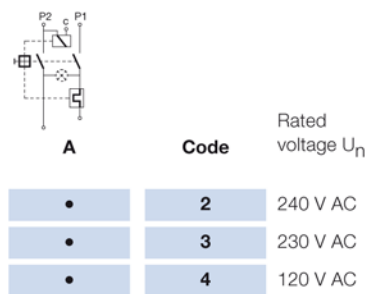 P2 C P1
Rated
A Code voltage Un
• 2 240 V AC
• 3 230 V AC
• 4 120 V AC